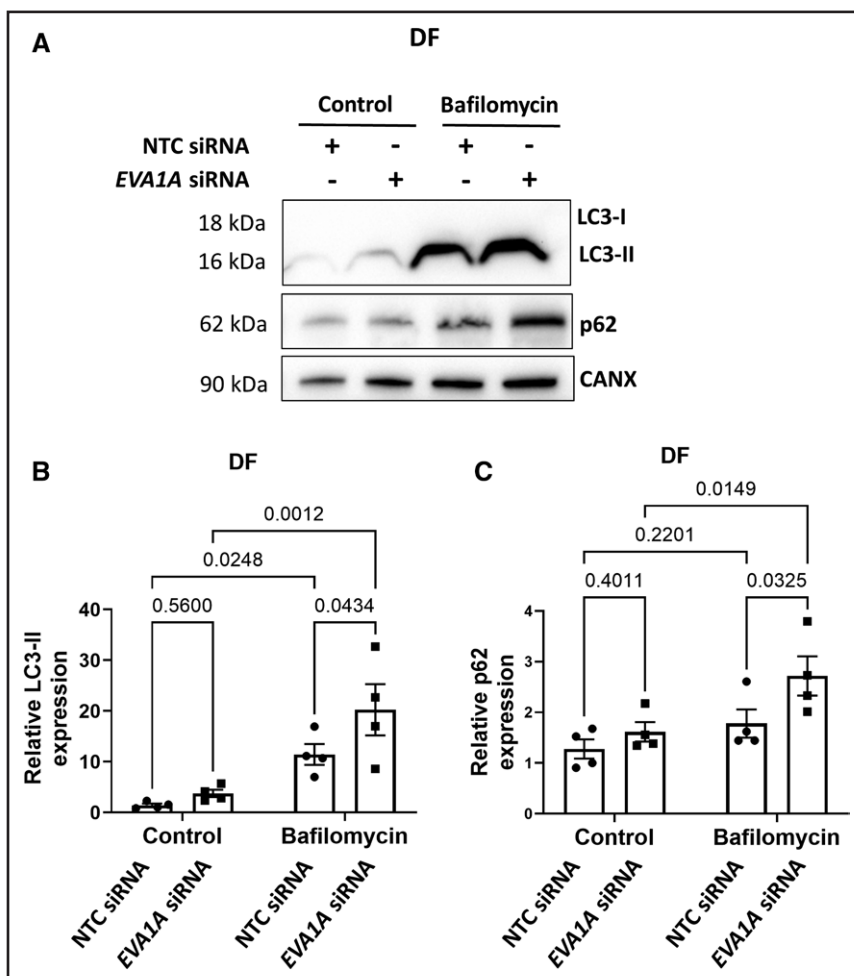 A
DF
Control Bafilomycin
NTC siRNA + - + -
EVA1A siRNA - + - +
18 kDa LC3-I
16 kDa LC3-II
62 kDa p62
90 kDa CANX
B
DF
0.0012
0.0248
0.5600 0.0434
Relative LC3-II
expression
40
30
20
10
0
Control Bafilomycin
NTC siRNA
EVA1A siRNA
NTC siRNA
EVA1A siRNA
C
DF
0.0149
0.2201
0.4011 0.0325
Relative p62
expression
4
3
2
1
0
Control Bafilomycin
NTC siRNA
EVA1A siRNA
NTC siRNA
EVA1A siRNA